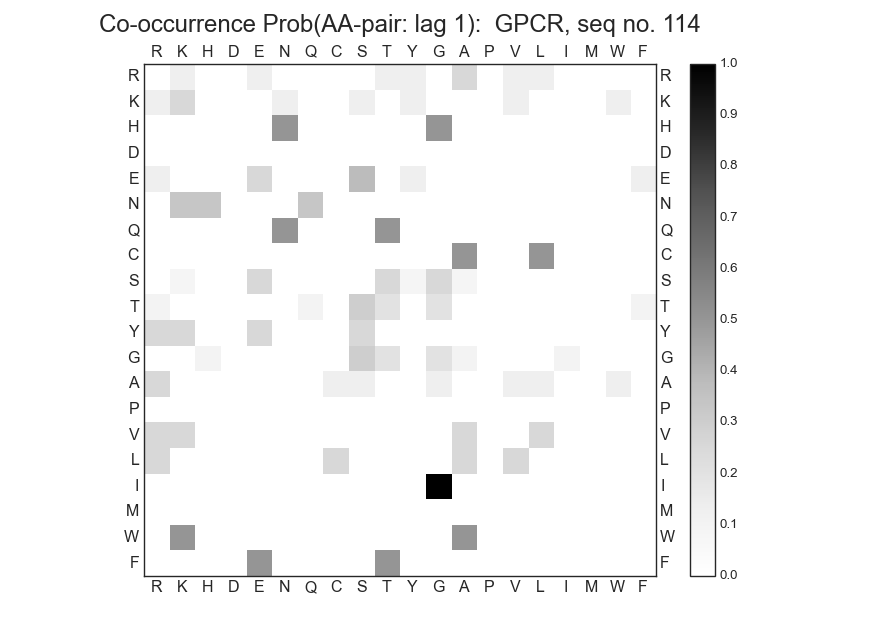 Co-occurrence Prob(AA-pair: lag 1):  GPCR, seq no. 114
R K H D E N Q C S T Y G A P V L I M W F
R R 1.0
K K 0.9
H H
D D 0.8
E E
N N 0.7
Q Q 0.6
C C
S S 0.5
T T
Y Y 0.4
G G
A A 0.3
P P
V V 0.2
L L
I I 0.1
M M
W W
F F 0.0
R K H D E N Q C S T Y G A P V L I M W F